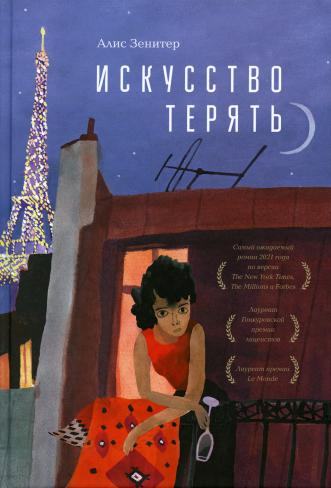 Алис Зенитер
ИСКУССТВО
ТЕРЯТЬ
Самый ожидаемый
роман 2021 года
по версии
The New York Times,
The Millions и Forbes
Лауреат
Гонкуровской
премии
лицеистов
Лауреат премии
Le Monde